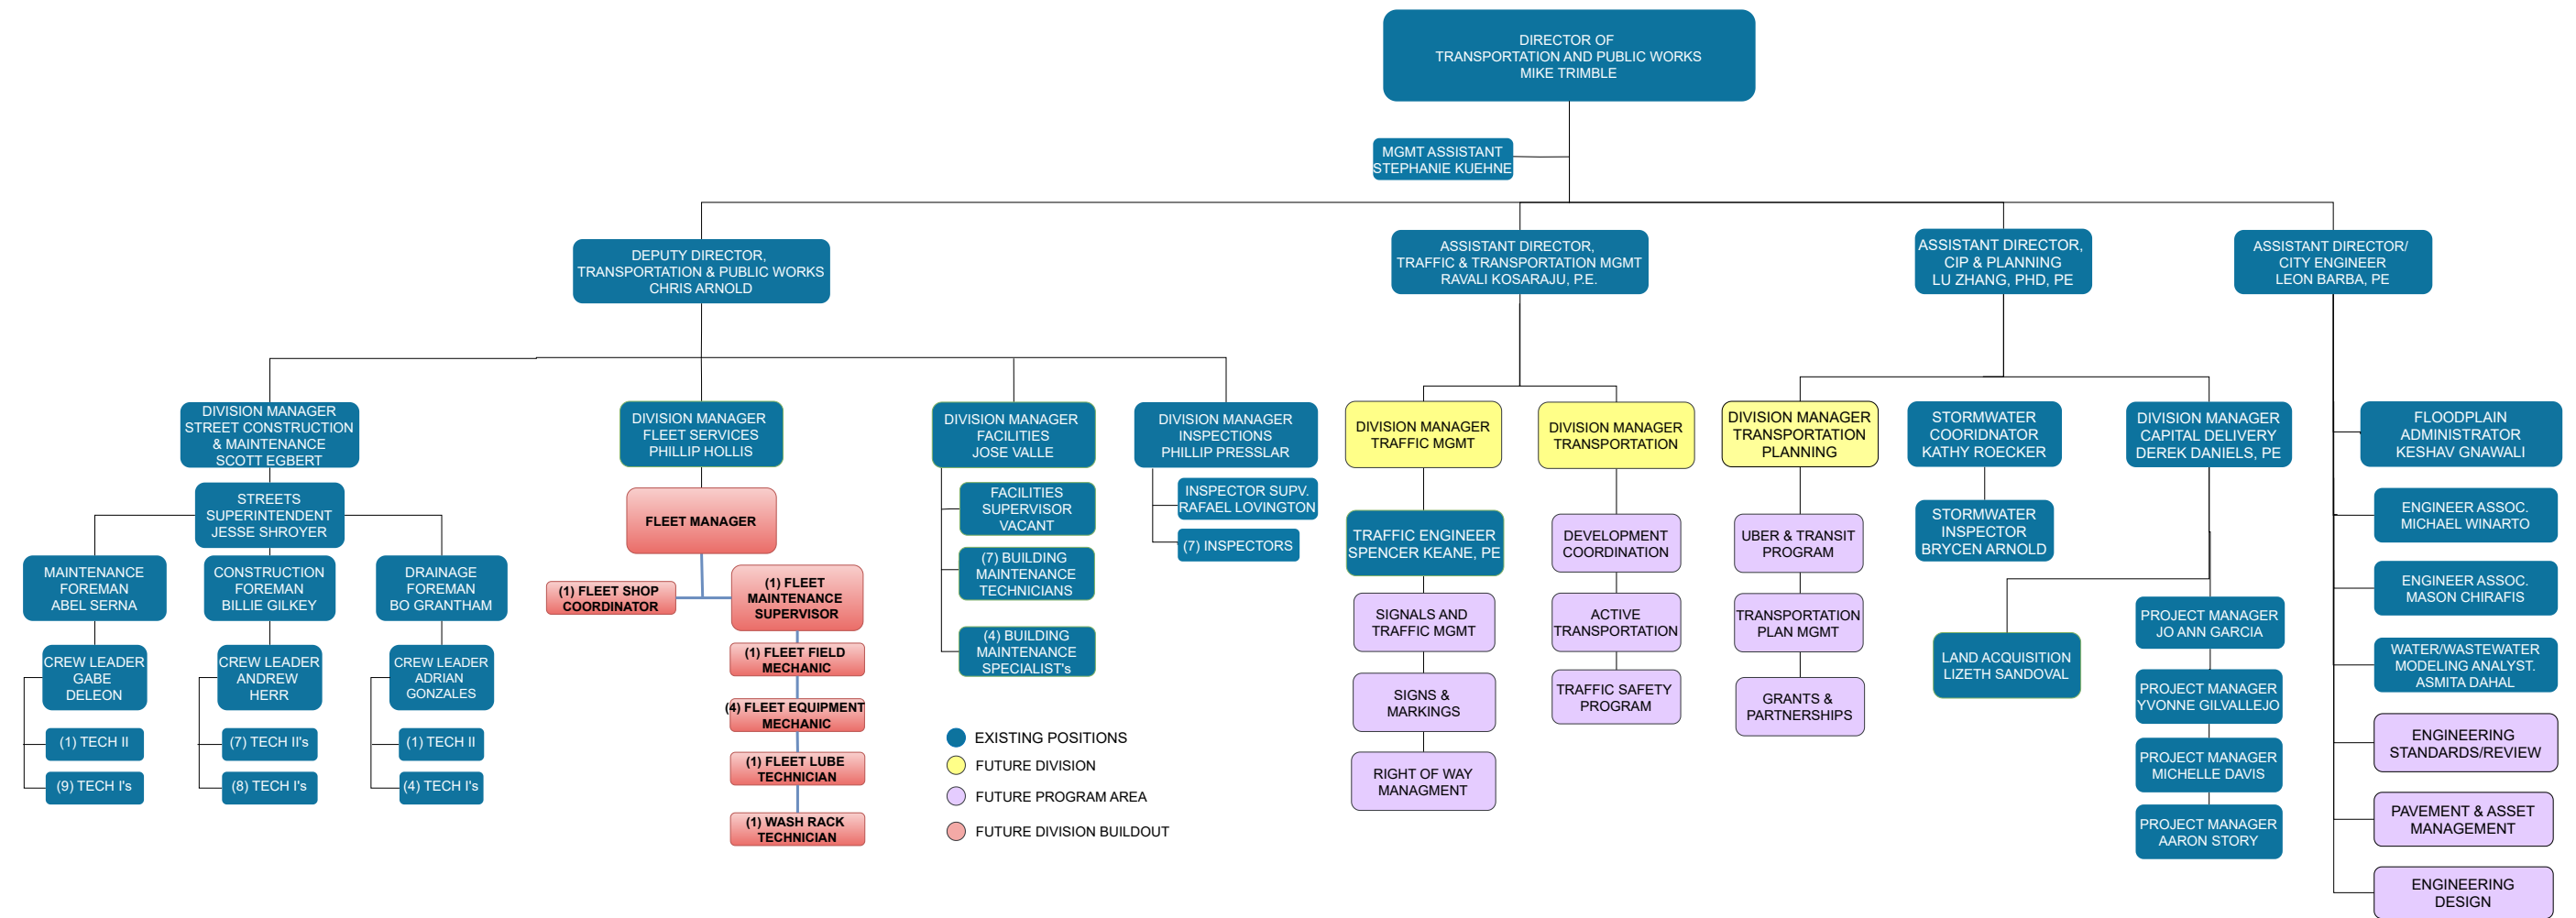 DIRECTOR OF
TRANSPORTATION AND PUBLIC WORKS
MIKE TRIMBLE
MGMT ASSISTANT
STEPHANIE KUEHNE
DEPUTY DIRECTOR,
TRANSPORTATION & PUBLIC WORKS
CHRIS ARNOLD
ASSISTANT DIRECTOR,
TRAFFIC & TRANSPORTATION MGMT
RAVALI KOSARAJU, P.E.
ASSISTANT DIRECTOR,
CIP & PLANNING
LU ZHANG, PHD, PE
ASSISTANT DIRECTOR/
CITY ENGINEER
LEON BARBA, PE
DIVISION MANAGER
STREET CONSTRUCTION
& MAINTENANCE
SCOTT EGBERT
STREETS
SUPERINTENDENT
JESSE SHROYER
MAINTENANCE
FOREMAN
ABEL SERNA
CREW LEADER
GABE
DELEON
(1) TECH II
(9) TECH I's
CONSTRUCTION
FOREMAN
BILLIE GILKEY
CREW LEADER
ANDREW
HERR
(7) TECH II's
(8) TECH I's
DRAINAGE
FOREMAN
BO GRANTHAM
CREW LEADER
ADRIAN
GONZALES
(1) TECH II
(4) TECH I's
DIVISION MANAGER
FLEET SERVICES
PHILLIP HOLLIS
FLEET MANAGER
(1) FLEET SHOP
COORDINATOR
(1) FLEET
MAINTENANCE
SUPERVISOR
(1) FLEET FIELD
MECHANIC
(4) FLEET EQUIPMENT
MECHANIC
(1) FLEET LUBE
TECHNICIAN
(1) WASH RACK
TECHNICIAN
DIVISION MANAGER
FACILITIES
JOSE VALLE
FACILITIES
SUPERVISOR
VACANT
(7) BUILDING
MAINTENANCE
TECHNICIANS
(4) BUILDING
MAINTENANCE
SPECIALIST's
DIVISION MANAGER
INSPECTIONS
PHILLIP PRESSLAR
INSPECTOR SUPV.
RAFAEL LOVINGTON
(7) INSPECTORS
EXISTING POSITIONS
FUTURE DIVISION
FUTURE PROGRAM AREA
FUTURE DIVISION BUILDOUT
DIVISION MANAGER
TRAFFIC MGMT
TRAFFIC ENGINEER
SPENCER KEANE, PE
SIGNALS AND
TRAFFIC MGMT
SIGNS &
MARKINGS
RIGHT OF WAY
MANAGMENT
DIVISION MANAGER
TRANSPORTATION
DEVELOPMENT
COORDINATION
ACTIVE
TRANSPORTATION
TRAFFIC SAFETY
PROGRAM
DIVISION MANAGER
TRANSPORTATION
PLANNING
UBER & TRANSIT
PROGRAM
TRANSPORTATION
PLAN MGMT
GRANTS &
PARTNERSHIPS
STORMWATER
COORIDNATOR
KATHY ROECKER
STORMWATER
INSPECTOR
BRYCEN ARNOLD
DIVISION MANAGER
CAPITAL DELIVERY
DEREK DANIELS, PE
LAND ACQUISITION
LIZETH SANDOVAL
PROJECT MANAGER
JO ANN GARCIA
PROJECT MANAGER
YVONNE GILVALLEJO
PROJECT MANAGER
MICHELLE DAVIS
PROJECT MANAGER
AARON STORY
FLOODPLAIN
ADMINISTRATOR
KESHAV GNAWALI
ENGINEER ASSOC.
MICHAEL WINARTO
ENGINEER ASSOC.
MASON CHIRAFIS
WATER/WASTEWATER
MODELING ANALYST.
ASMITA DAHAL
ENGINEERING
STANDARDS/REVIEW
PAVEMENT & ASSET
MANAGEMENT
ENGINEERING
DESIGN